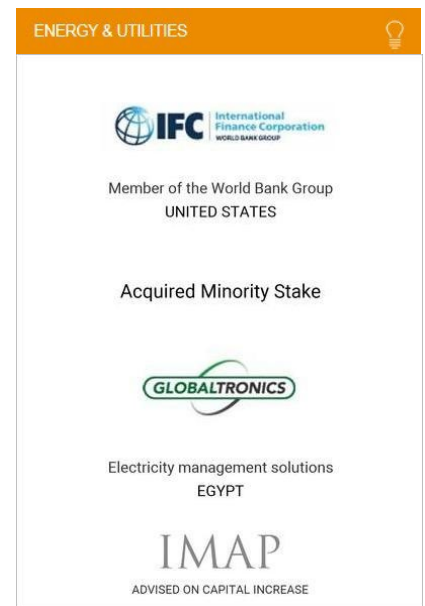 ENERGY & UTILITIES
IFC
International
Finance Corporation
WORLD BANK GROUP
Member of the World Bank Group
UNITED STATES
Acquired Minority Stake
GLOBALTRONICS
Electricity management solutions
EGYPT
IMAP
ADVISED ON CAPITAL INCREASE